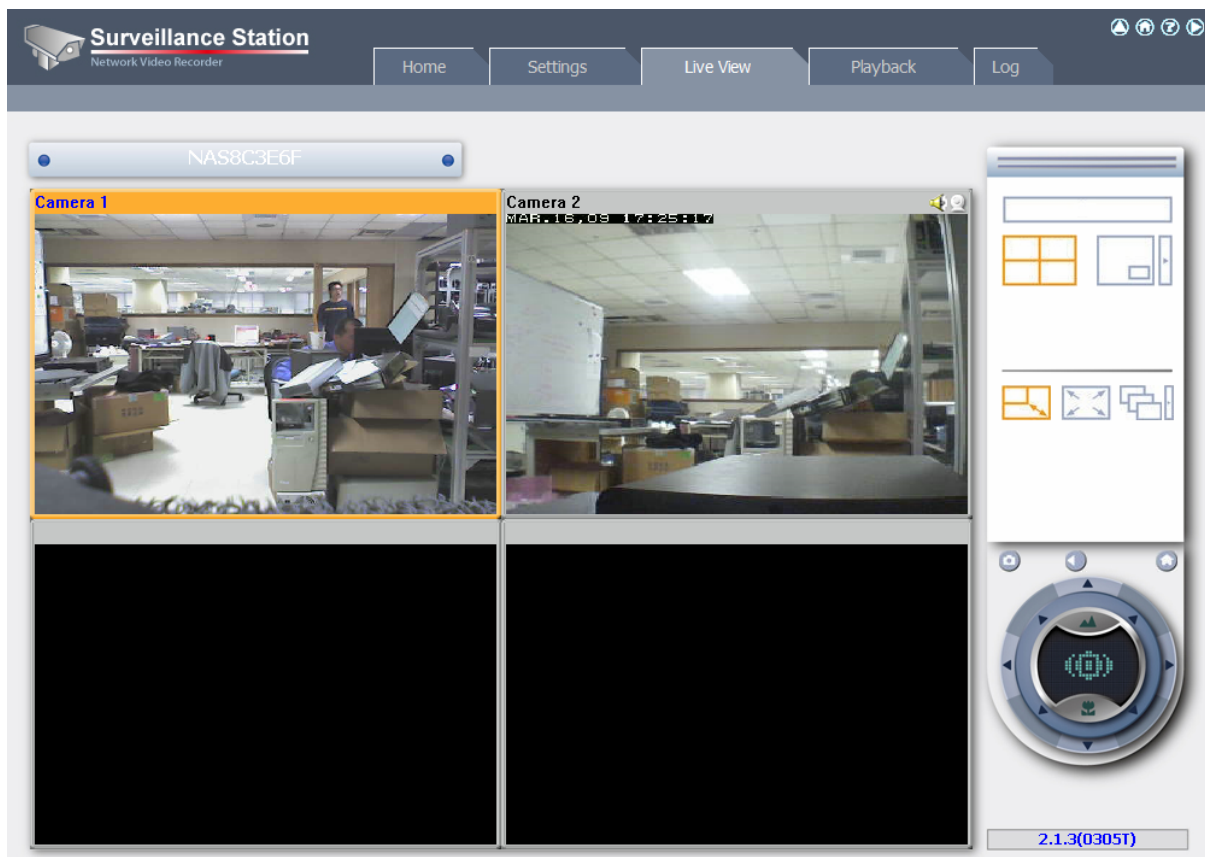 Surveillance Station
Network Video Recorder
Home
Settings
Live View
Playback
Log
NAS8C3E6F
Camera 1
Camera 2
MAR.16,09 17:25:17
2.1.3(0305T)